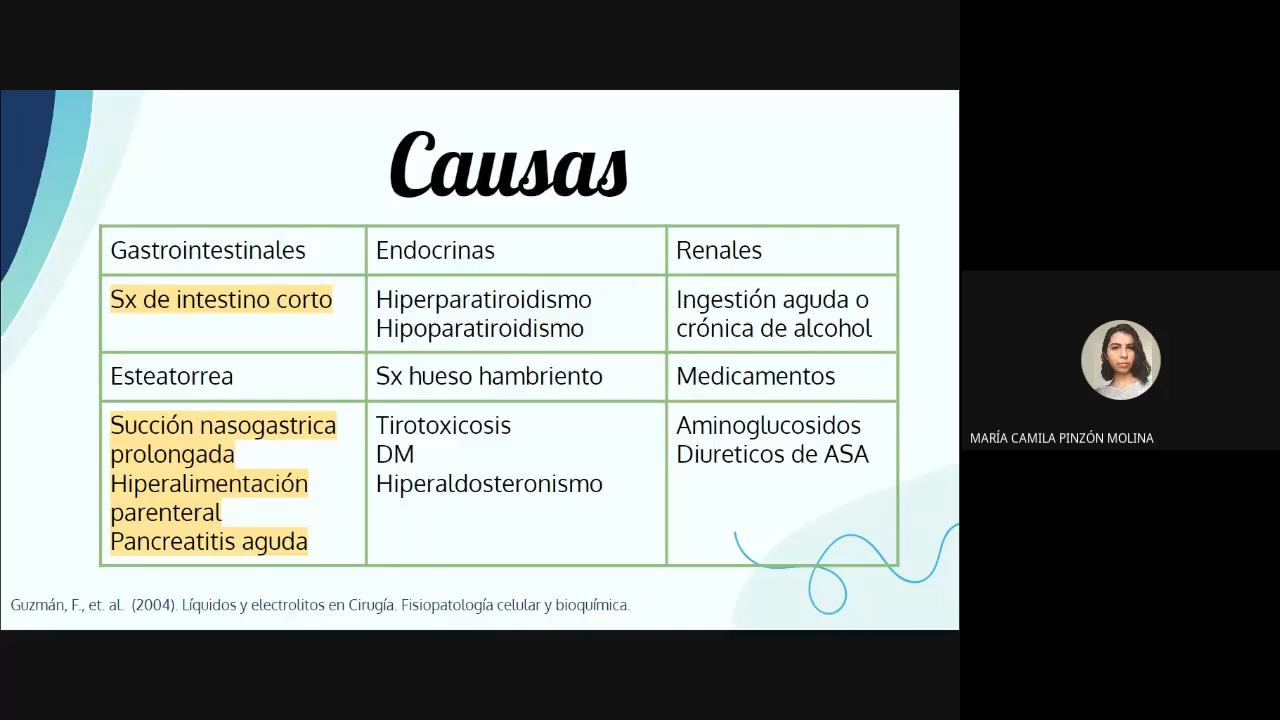 Causas
Gastrointestinales
Endocrinas
Renales
Sx de intestino corto
Hiperparatiroidismo
Hipoparatiroidismo
Ingestión aguda o
crónica de alcohol
Esteatorrea
Sx hueso hambriento
Medicamentos
Succión nasogastrica
prolongada
Hiperalimentación
parenteral
Pancreatitis aguda
Tirotoxicosis
DM
Hiperaldosteronismo
Aminoglucosidos
Diureticos de ASA
Guzmán, F., et. al. (2004). Líquidos y electrolitos en Cirugía. Fisiopatología celular y bioquímica.
MARÍA CAMILA PINZÓN MOLINA